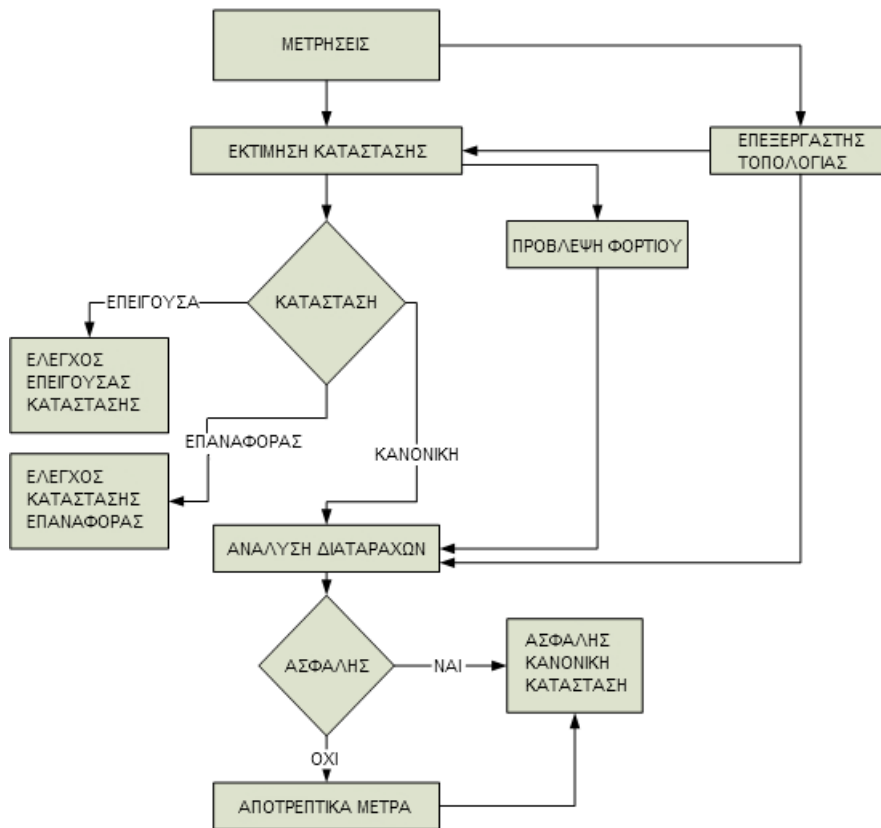 ΜΕΤΡΗΣΕΙΣ
ΕΚΤΙΜΗΣΗ ΚΑΤΑΣΤΑΣΗΣ
ΕΠΕΞΕΡΓΑΣΤΗΣ
ΤΟΠΟΛΟΓΙΑΣ
ΠΡΟΒΛΕΨΗ ΦΟΡΤΙΟΥ
ΚΑΤΑΣΤΑΣΗ
ΕΠΕΙΓΟΥΣΑ
ΕΛΕΓΧΟΣ
ΕΠΕΙΓΟΥΣΑΣ
ΚΑΤΑΣΤΑΣΗΣ
ΕΠΑΝΑΦΟΡΑΣ
ΚΑΝΟΝΙΚΗ
ΕΛΕΓΧΟΣ
ΚΑΤΑΣΤΑΣΗΣ
ΕΠΑΝΑΦΟΡΑΣ
ΑΝΑΛΥΣΗ ΔΙΑΤΑΡΑΧΩΝ
ΑΣΦΑΛΗΣ
ΝΑΙ
ΑΣΦΑΛΗΣ
ΚΑΝΟΝΙΚΗ
ΚΑΤΑΣΤΑΣΗ
ΟΧΙ
ΑΠΟΤΡΕΠΤΙΚΑ ΜΕΤΡΑ